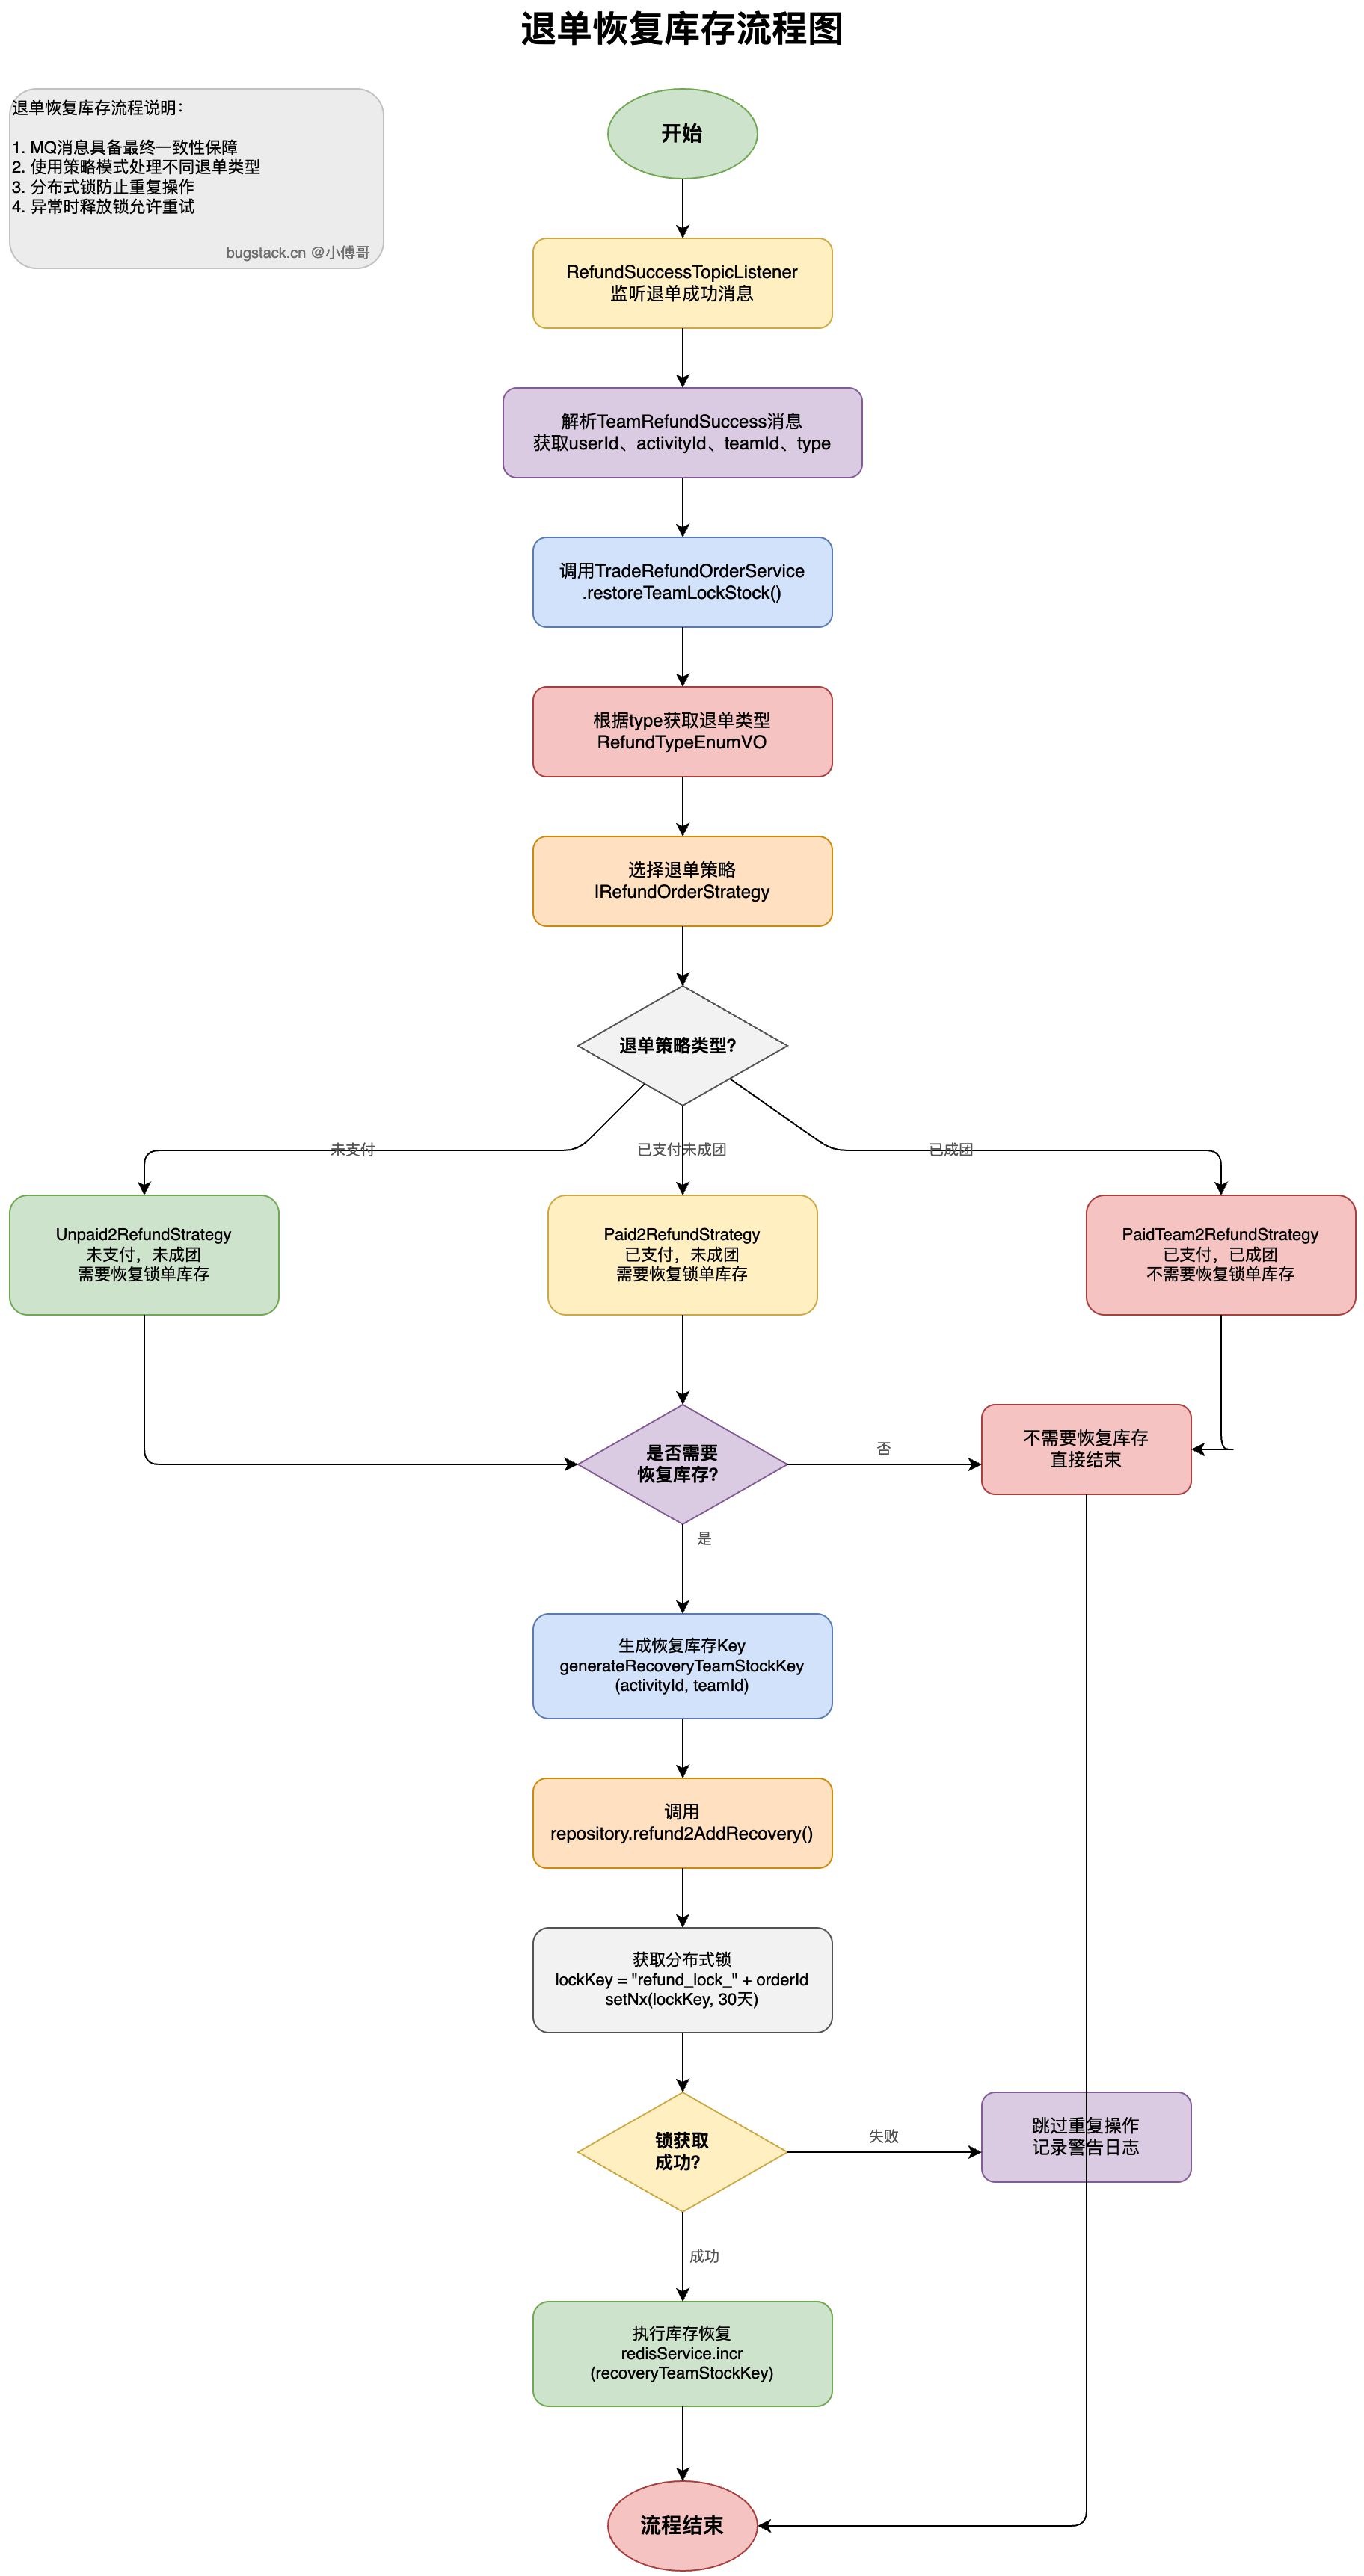 退单恢复库存流程图
退单恢复库存流程说明：
1. MQ消息具备最终一致性保障
2. 使用策略模式处理不同退单类型
3. 分布式锁防止重复操作
4. 异常时释放锁允许重试
bugstack.cn @小傅哥
开始
RefundSuccessTopicListener
监听退单成功消息
解析TeamRefundSuccess消息
获取userId、activityId、teamId、type
调用TradeRefundOrderService
.restoreTeamLockStock()
根据type获取退单类型
RefundTypeEnumVO
选择退单策略
IRefundOrderStrategy
退单策略类型?
未支付
已支付未成团
已成团
Unpaid2RefundStrategy
未支付，未成团
需要恢复锁单库存
Paid2RefundStrategy
已支付，未成团
需要恢复锁单库存
PaidTeam2RefundStrategy
已支付，已成团
不需要恢复锁单库存
是否需要
恢复库存?
否
不需要恢复库存
直接结束
是
生成恢复库存Key
generateRecoveryTeamStockKey
(activityId, teamId)
调用
repository.refund2AddRecovery()
获取分布式锁
lockKey = "refund_lock_" + orderId
setNx(lockKey, 30天)
锁获取
成功?
失败
跳过重复操作
记录警告日志
成功
执行库存恢复
redisService.incr
(recoveryTeamStockKey)
流程结束